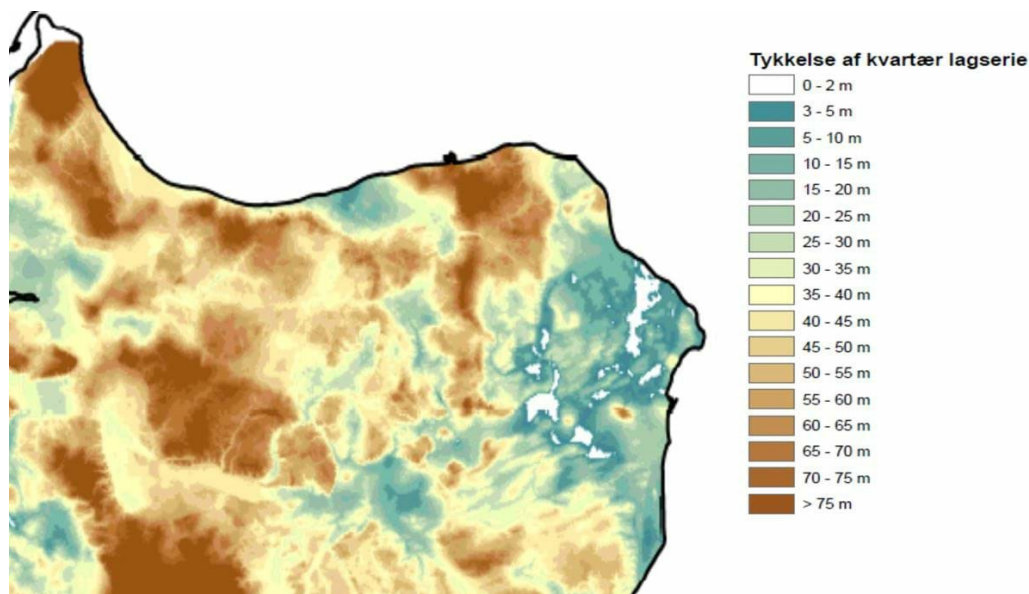 Tykkelse af kvartær lagserie
0 - 2 m
3 - 5 m
5 - 10 m
10 - 15 m
15 - 20 m
20 - 25 m
25 - 30 m
30 - 35 m
35 - 40 m
40 - 45 m
45 - 50 m
50 - 55 m
55 - 60 m
60 - 65 m
65 - 70 m
70 - 75 m
> 75 m